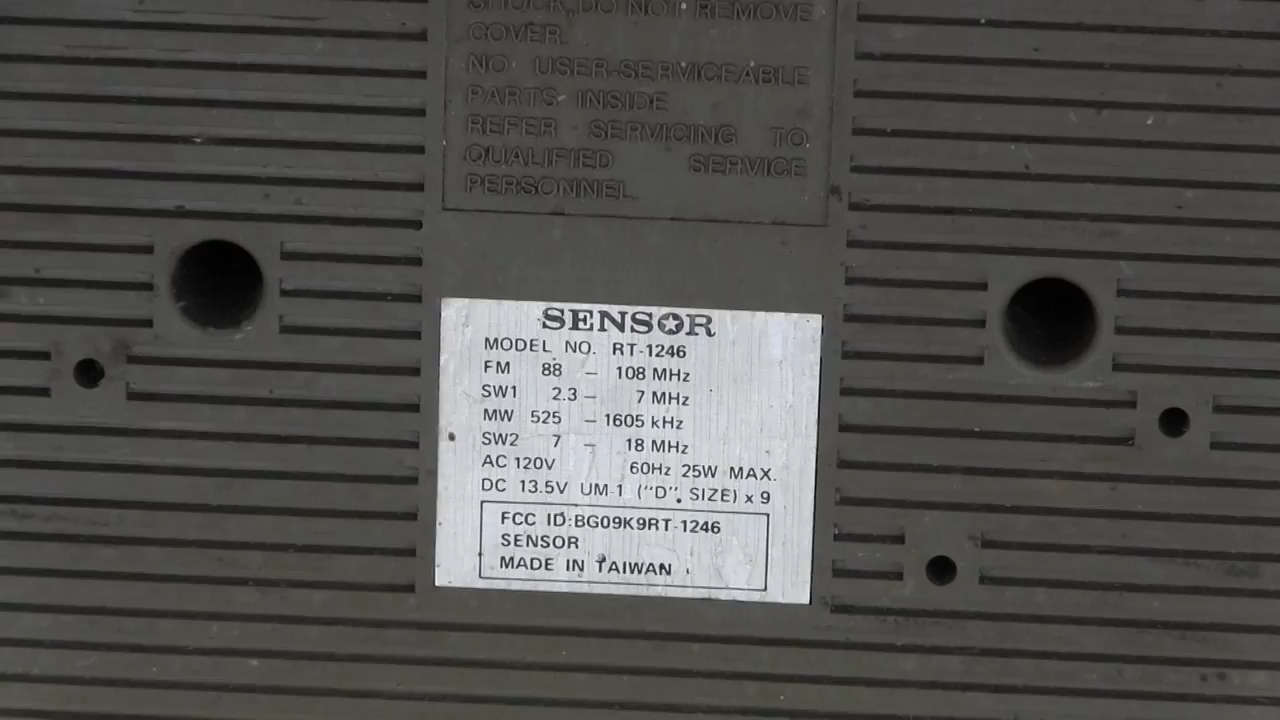 SHOCK, DO NOT REMOVE
COVER.
NO USER-SERVICEABLE
PARTS INSIDE
REFER SERVICING TO
QUALIFIED SERVICE
PERSONNEL.
SENSOR
MODEL NO. RT-1246
FM 88 – 108 MHz
SW1 2.3 – 7 MHz
MW 525 – 1605 kHz
SW2 7 – 18 MHz
AC 120V 60Hz 25W MAX.
DC 13.5V UM-1 ("D" SIZE) x 9
FCC ID:BG09K9RT-1246
SENSOR
MADE IN TAIWAN